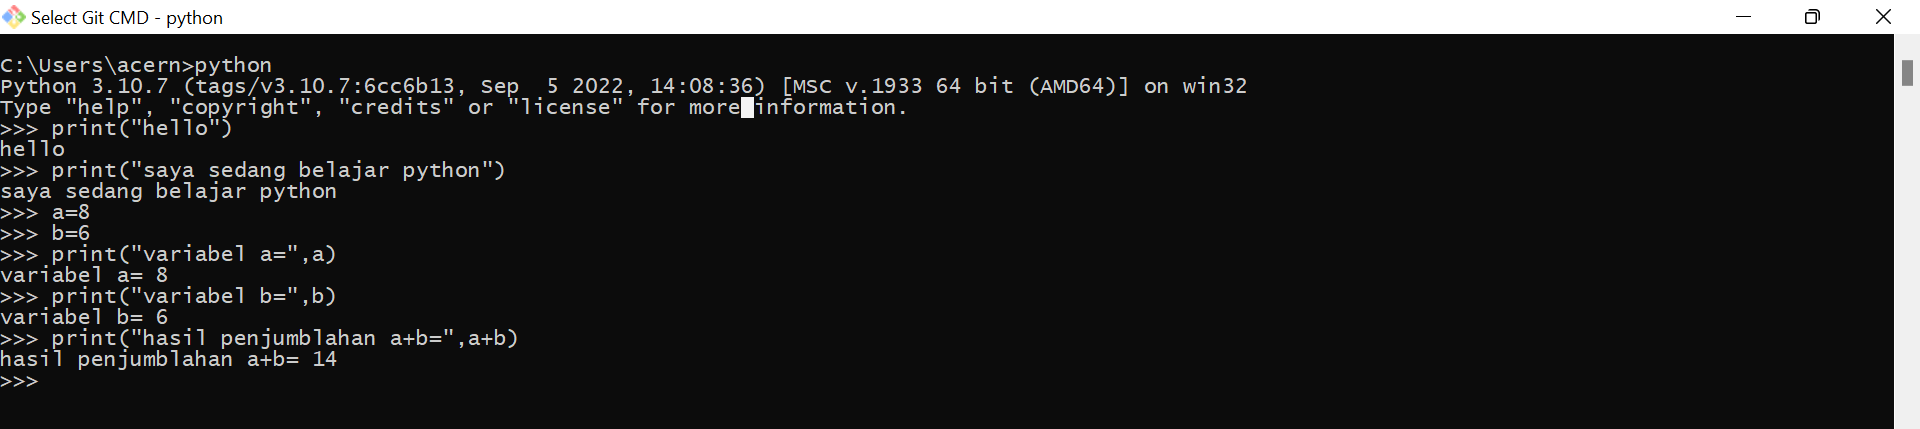 Select Git CMD - python
C:\Users\acern>python
Python 3.10.7 (tags/v3.10.7:6cc6b13, Sep  5 2022, 14:08:36) [MSC v.1933 64 bit (AMD64)] on win32
Type "help", "copyright", "credits" or "license" for more information.
>>> print("hello")
hello
>>> print("saya sedang belajar python")
saya sedang belajar python
>>> a=8
>>> b=6
>>> print("variabel a=",a)
variabel a= 8
>>> print("variabel b=",b)
variabel b= 6
>>> print("hasil penjumblahan a+b=",a+b)
hasil penjumblahan a+b= 14
>>>